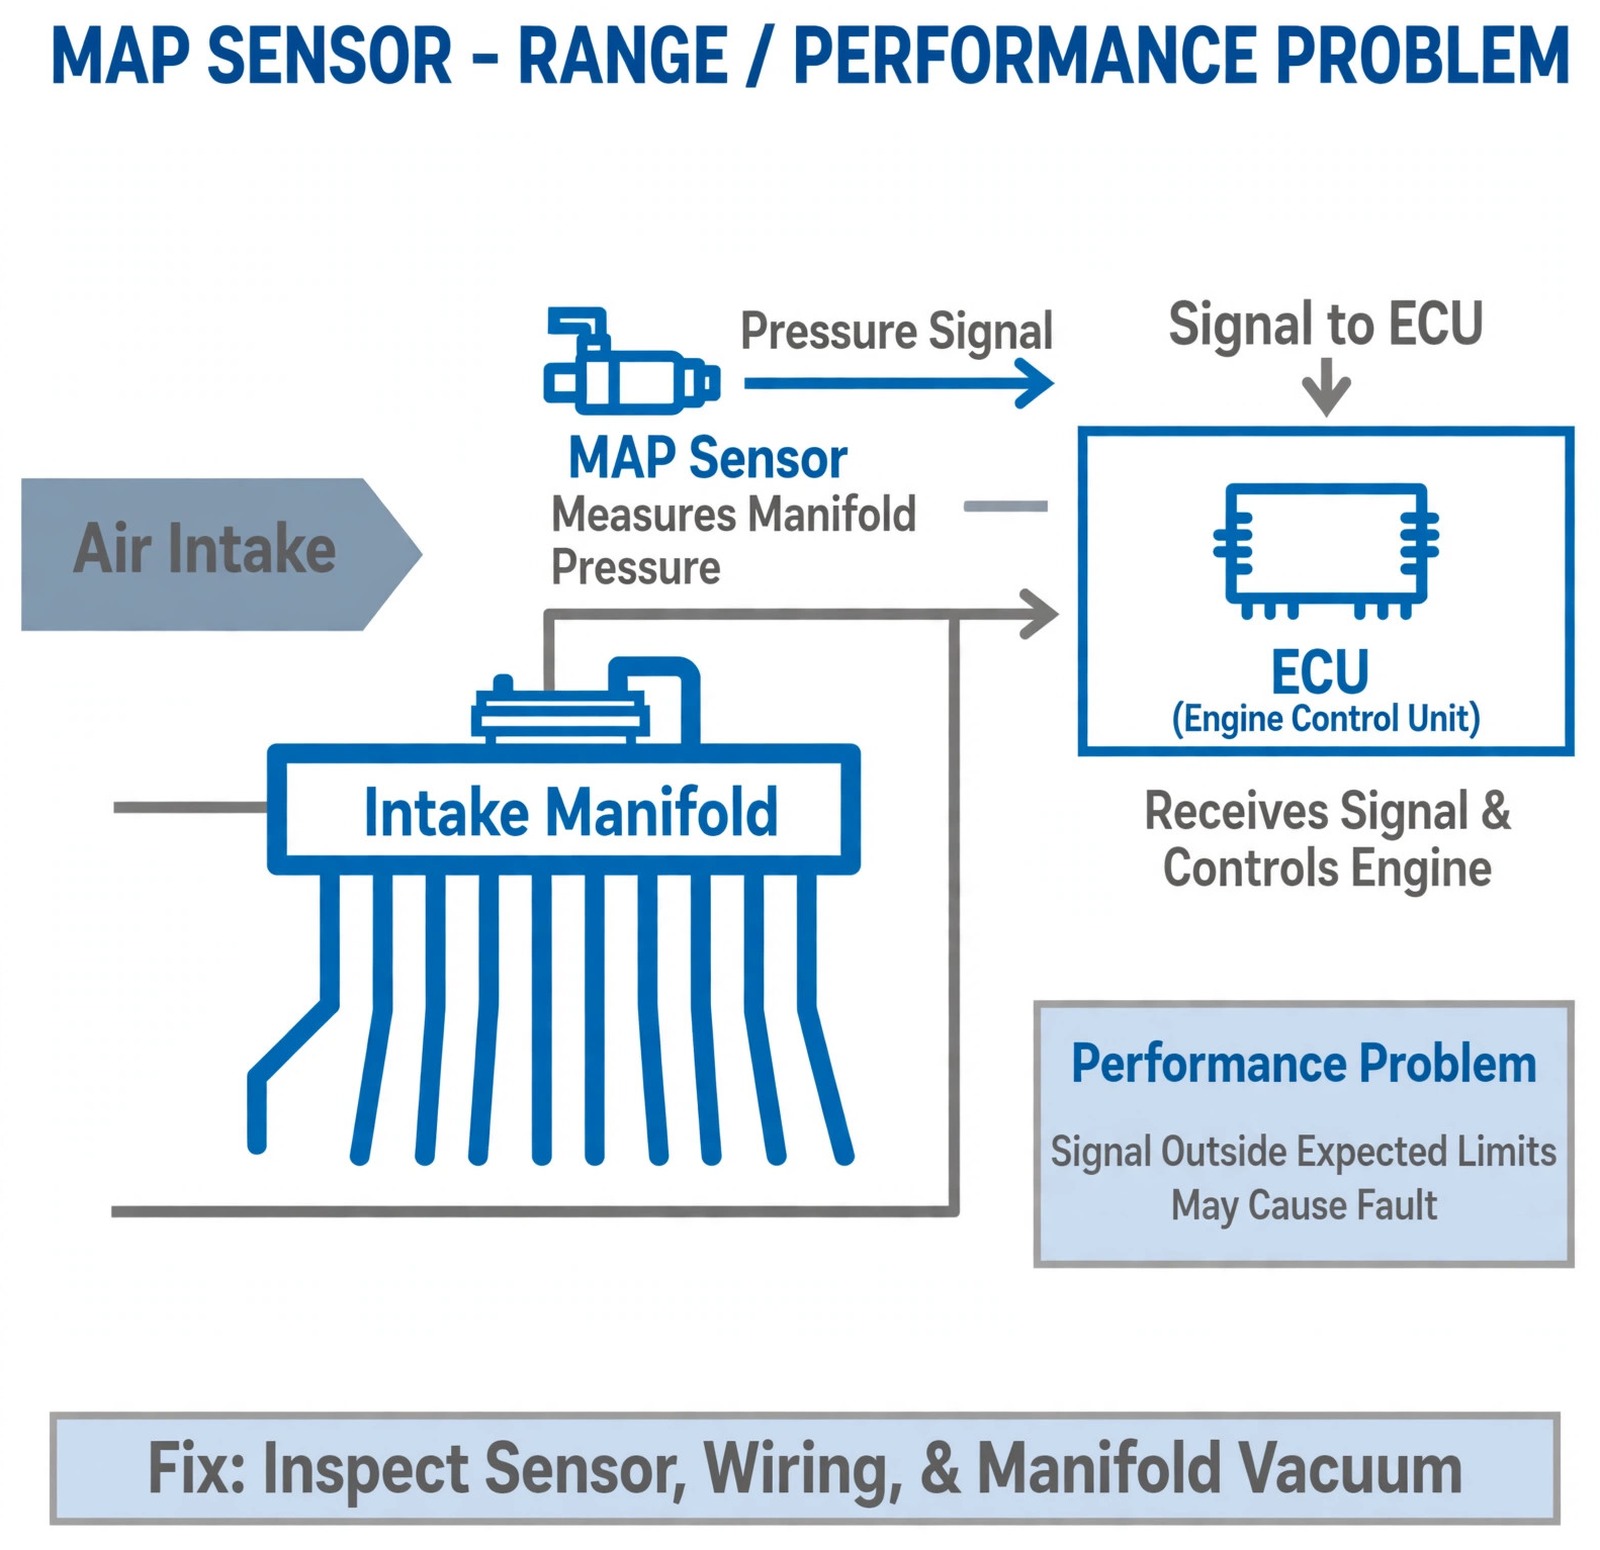 MAP SENSOR - RANGE / PERFORMANCE PROBLEM
Pressure Signal
Signal to ECU
MAP Sensor
Measures Manifold
Pressure
Air Intake
ECU
(Engine Control Unit)
Intake Manifold
Receives Signal &
Controls Engine
Performance Problem
Signal Outside Expected Limits
May Cause Fault
Fix: Inspect Sensor, Wiring, & Manifold Vacuum